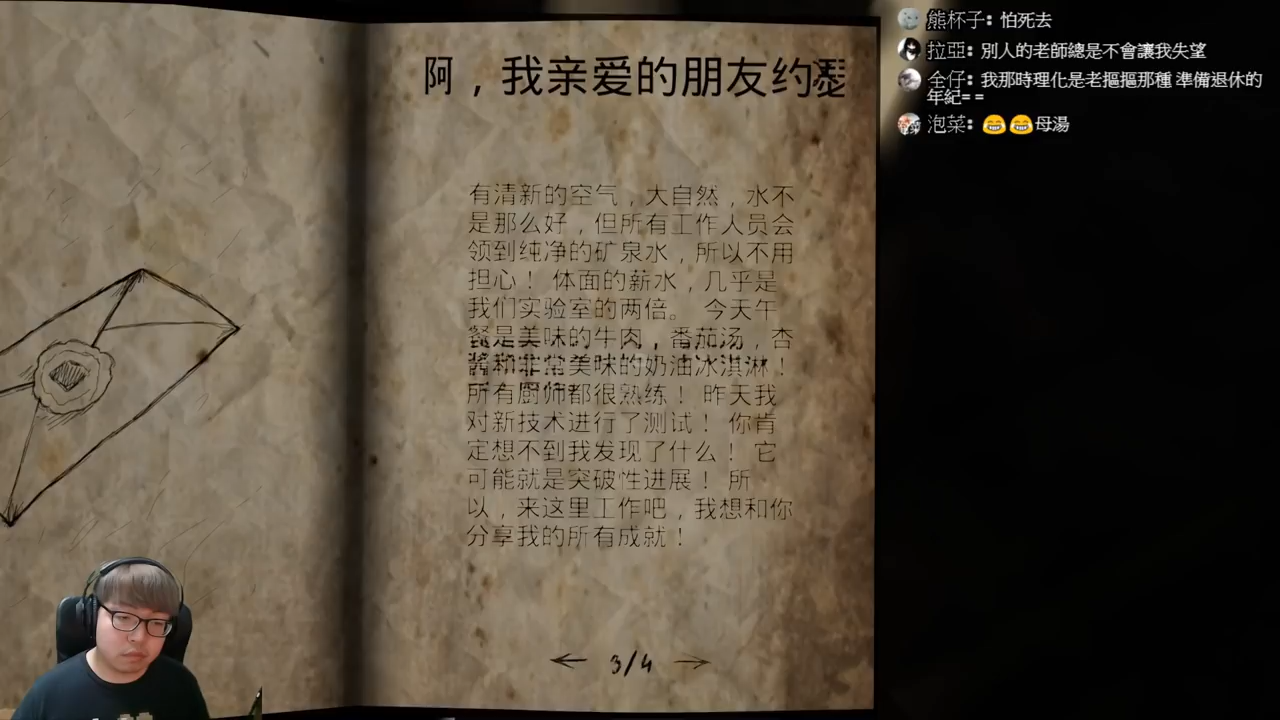 阿，我亲爱的朋友约瑟
有清新的空气，大自然，水不
是那么好，但所有工作人员会
领到纯净的矿泉水，所以不用
担心！ 体面的薪水，几乎是
我们实验室的两倍。 今天午
餐是美味的牛肉，番茄汤，杏
酱和非常美味的奶油冰淇淋！
所有厨师都很熟练！ 昨天我
对新技术进行了测试！ 你肯
定想不到我发现了什么！ 它
可能就是突破性进展！ 所
以，来这里工作吧，我想和你
分享我的所有成就！
← 3/4 →
熊杯子: 怕死去
拉亞: 別人的老師總是不會讓我失望
全仔: 我那時理化是老摳摳那種 準備退休的
年紀==
泡菜: 😂😂母湯